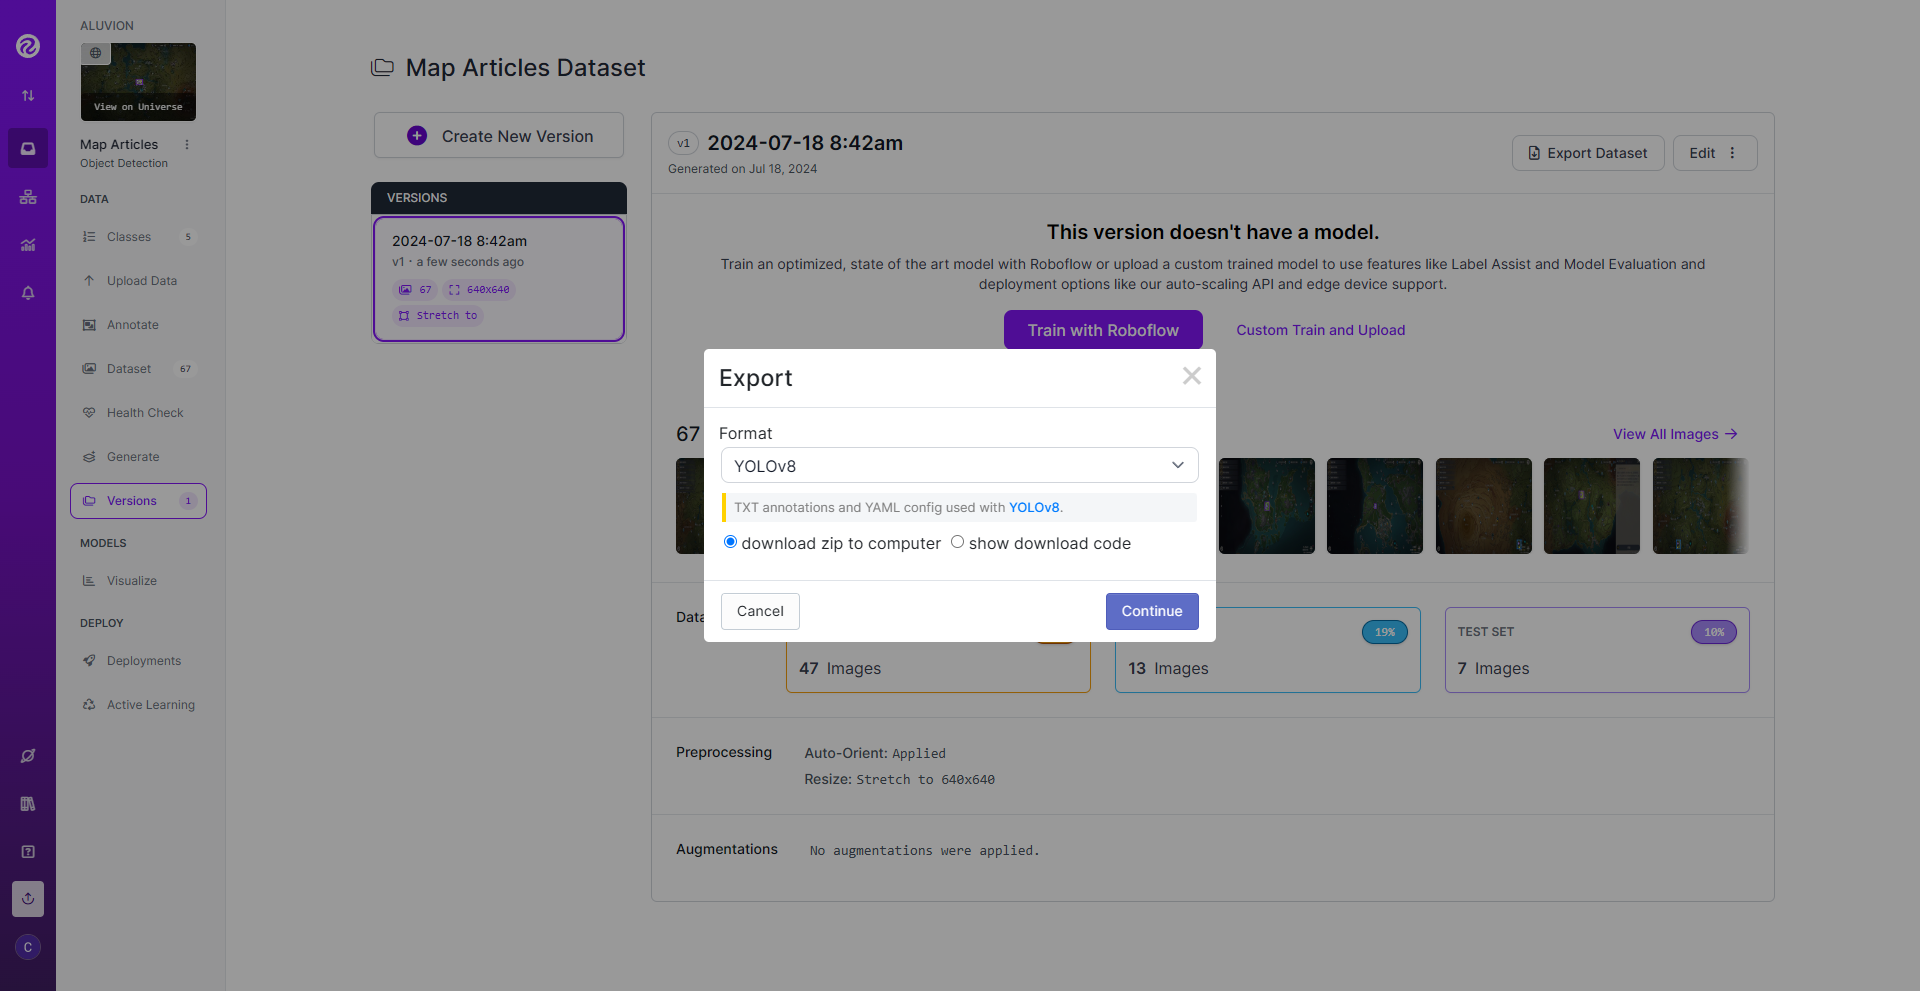 ALUVION
View on Universe
Map Articles
Object Detection
DATA
Classes 5
Upload Data
Annotate
Dataset 67
Health Check
Generate
Versions 1
MODELS
Visualize
DEPLOY
Deployments
Active Learning
C
Map Articles Dataset
Create New Version
VERSIONS
2024-07-18 8:42am
v1 · a few seconds ago
67 640x640
Stretch to
v1 2024-07-18 8:42am
Generated on Jul 18, 2024
Export Dataset
Edit
This version doesn't have a model.
Train an optimized, state of the art model with Roboflow or upload a custom trained model to use features like Label Assist and Model Evaluation and
deployment options like our auto-scaling API and edge device support.
Train with Roboflow
Custom Train and Upload
67
View All Images →
Export
Format
YOLOv8
TXT annotations and YAML config used with YOLOv8.
download zip to computer show download code
Cancel
Continue
47 Images
19%
13 Images
TEST SET 10%
7 Images
Preprocessing
Auto-Orient: Applied
Resize: Stretch to 640x640
Augmentations
No augmentations were applied.